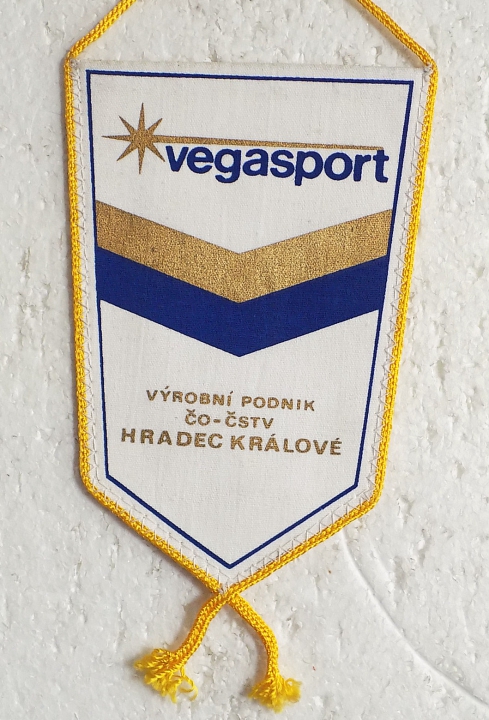 vegasport
VÝROBNÍ PODNIK
ČO-ČSTV
HRADEC KRÁLOVÉ